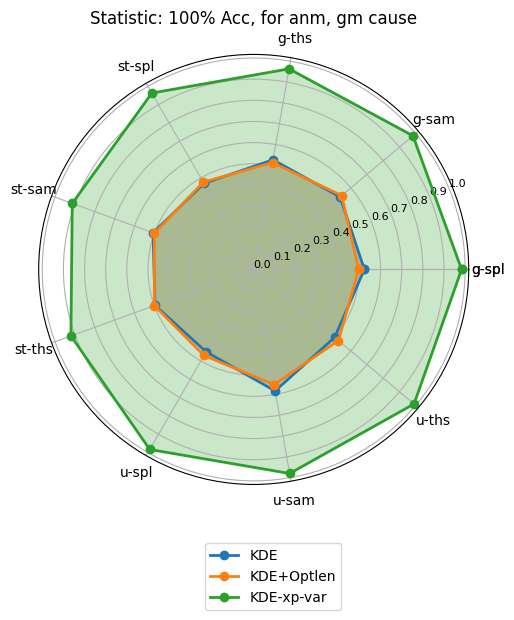 Statistic: 100% Acc, for anm, gm cause
g-ths
st-spl
g-sam
st-sam
1.0
0.9
0.8
0.7
0.6
0.5
0.4
0.3
0.2
0.1
0.0
g-spl
st-ths
u-ths
u-spl
u-sam
KDE
KDE+Optlen
KDE-xp-var